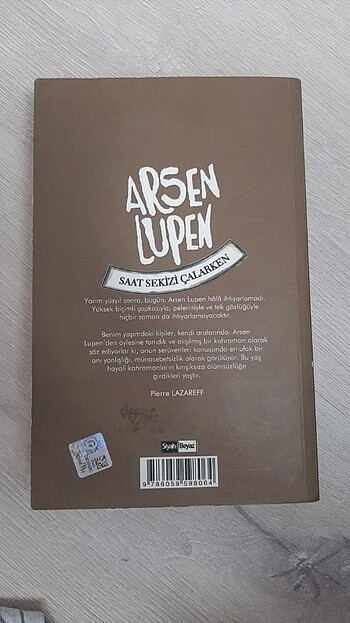 ARSEN
LUPEN
SAAT SEKİZİ ÇALARKEN
Yarım yüzyıl sonra, bugün. Arsen Lupen hâlâ ihtiyarlamadı.
Yüksek biçimli şapkasıyla, peleriniyle ve tek gözlüğüyle
hiçbir zaman da ihtiyarlamayacaktır.
Benim yaşımdaki kişiler, kendi aralarında. Arsen
Lupen'den öylesine tanıdık ve alışılmış bir kahraman olarak
söz ediyorlar ki, onun serüvenleri konusunda en ufak bir
anı yanlışlığı, münasebetsizlik olarak görülüyor. Bu yaş
hayali kahramanların kırışıksıza ölümsüzlüğe
girdikleri yaştır.
Pierre LAZAREFF
Siyah Beyaz
9 786059 598064